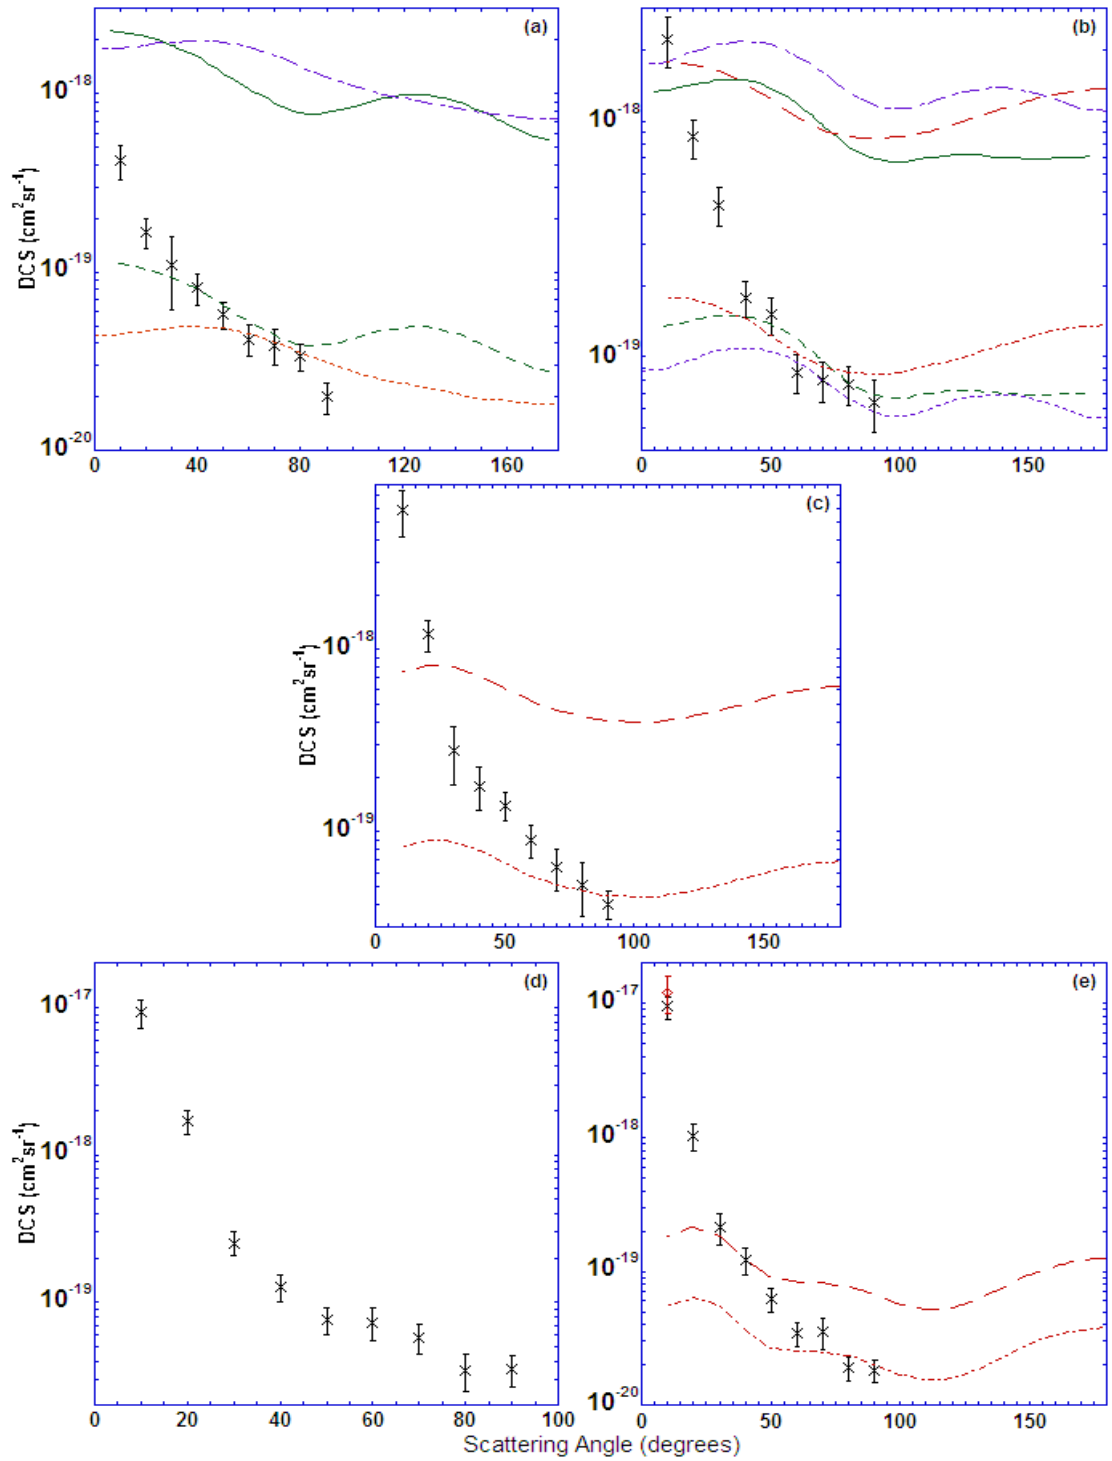 (a)
10⁻¹⁸
10⁻¹⁹
10⁻²⁰
DCS (cm²sr⁻¹)
0 40 80 120 160
(b)
10⁻¹⁸
10⁻¹⁹
0 50 100 150
(c)
10⁻¹⁸
10⁻¹⁹
DCS (cm²sr⁻¹)
0 50 100 150
(d)
10⁻¹⁷
10⁻¹⁸
10⁻¹⁹
DCS (cm²sr⁻¹)
0 20 40 60 80 100
(e)
10⁻¹⁷
10⁻¹⁸
10⁻¹⁹
10⁻²⁰
0 50 100 150
Scattering Angle (degrees)